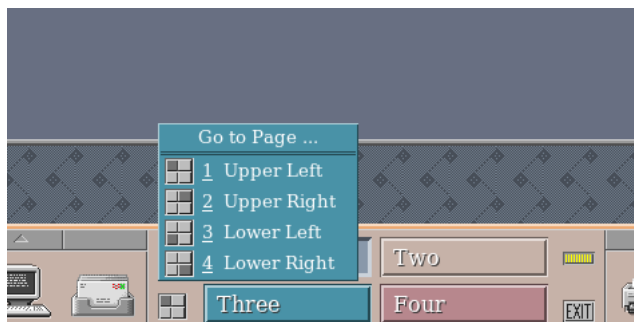 Go to Page ...
1 Upper Left
2 Upper Right
3 Lower Left
4 Lower Right
Two
Three
Four
EXIT